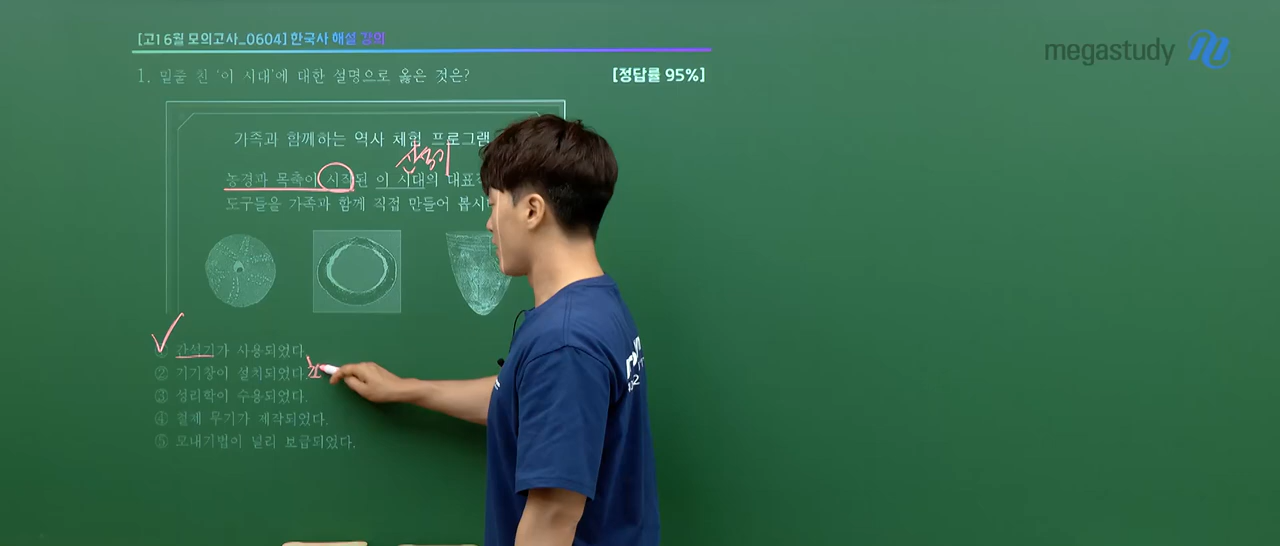 [고1 6월 모의고사_0604] 한국사 해설 강의
megastudy
1. 밑줄 친 '이 시대'에 대한 설명으로 옳은 것은?
[정답률 95%]
가족과 함께하는 역사 체험 프로그램
신석기
농경과 목축이 시작된 이 시대의 대표
도구들을 가족과 함께 직접 만들어 봅시
① 간석기가 사용되었다.
② 기기창이 설치되었다.
③ 성리학이 수용되었다.
④ 철제 무기가 제작되었다.
⑤ 모내기법이 널리 보급되었다.